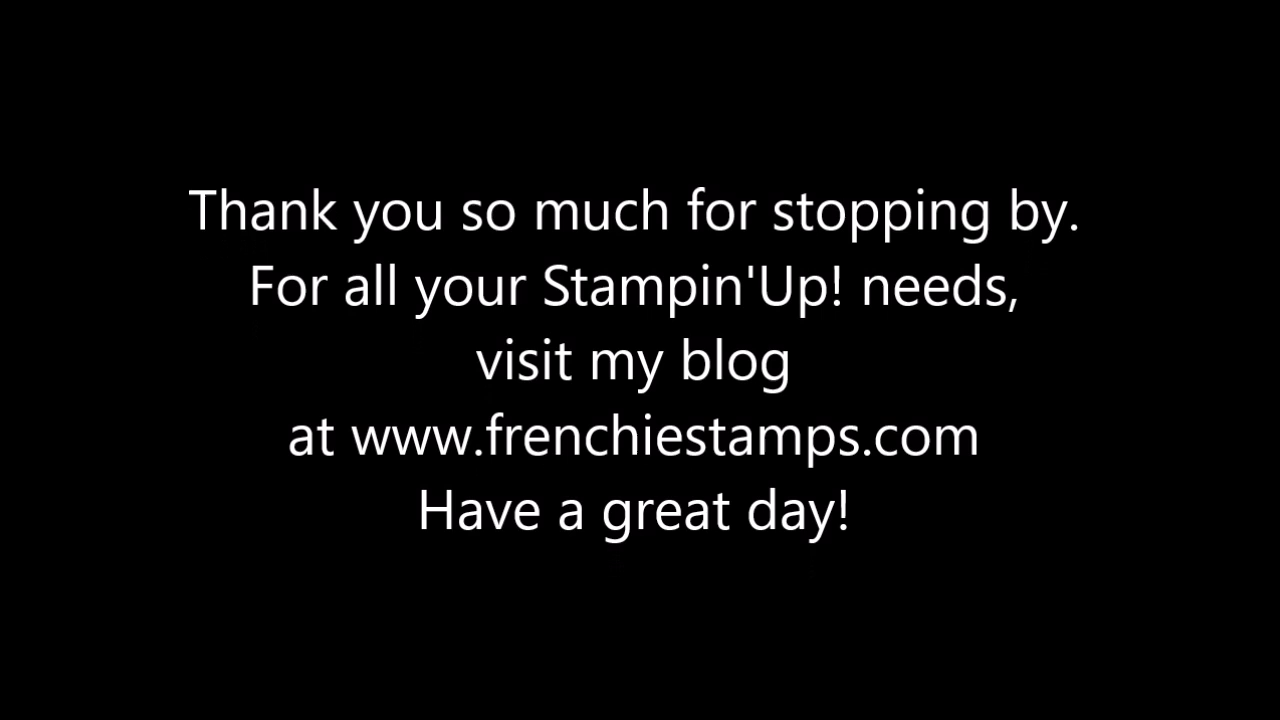 Thank you so much for stopping by.
For all your Stampin'Up! needs,
visit my blog
at www.frenchiestamps.com
Have a great day!